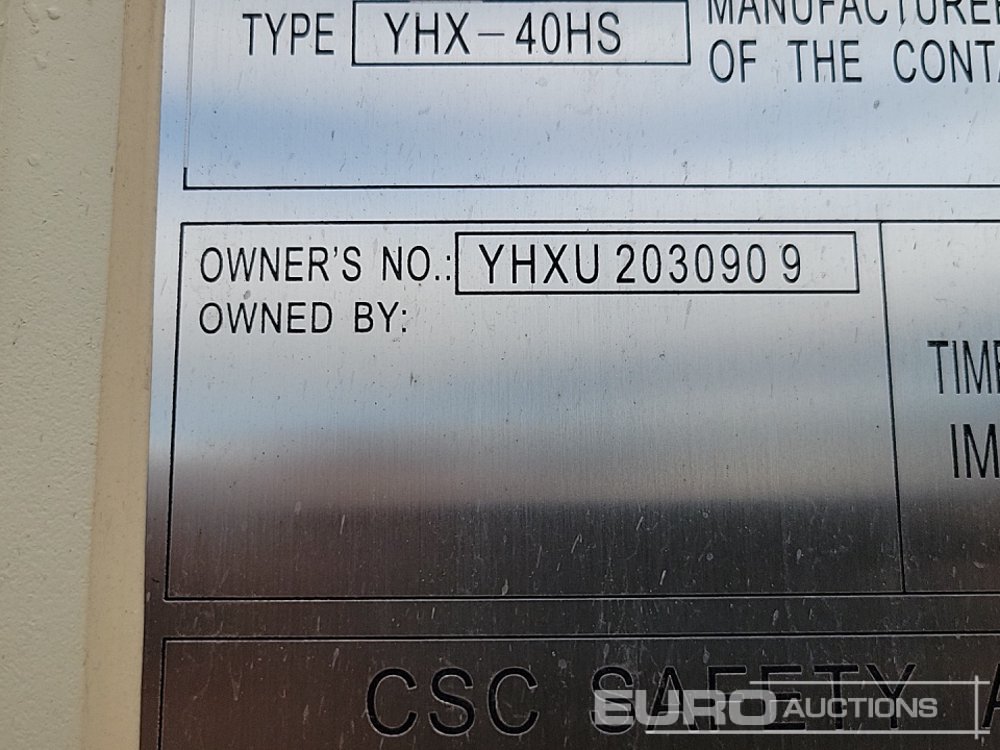 TYPE YHX-40HS
MANUFACTURER
OF THE CONTA
OWNER'S NO.: YHXU 203090 9
OWNED BY:
TIME
IM
CSC SAFETY A
EURO AUCTIONS